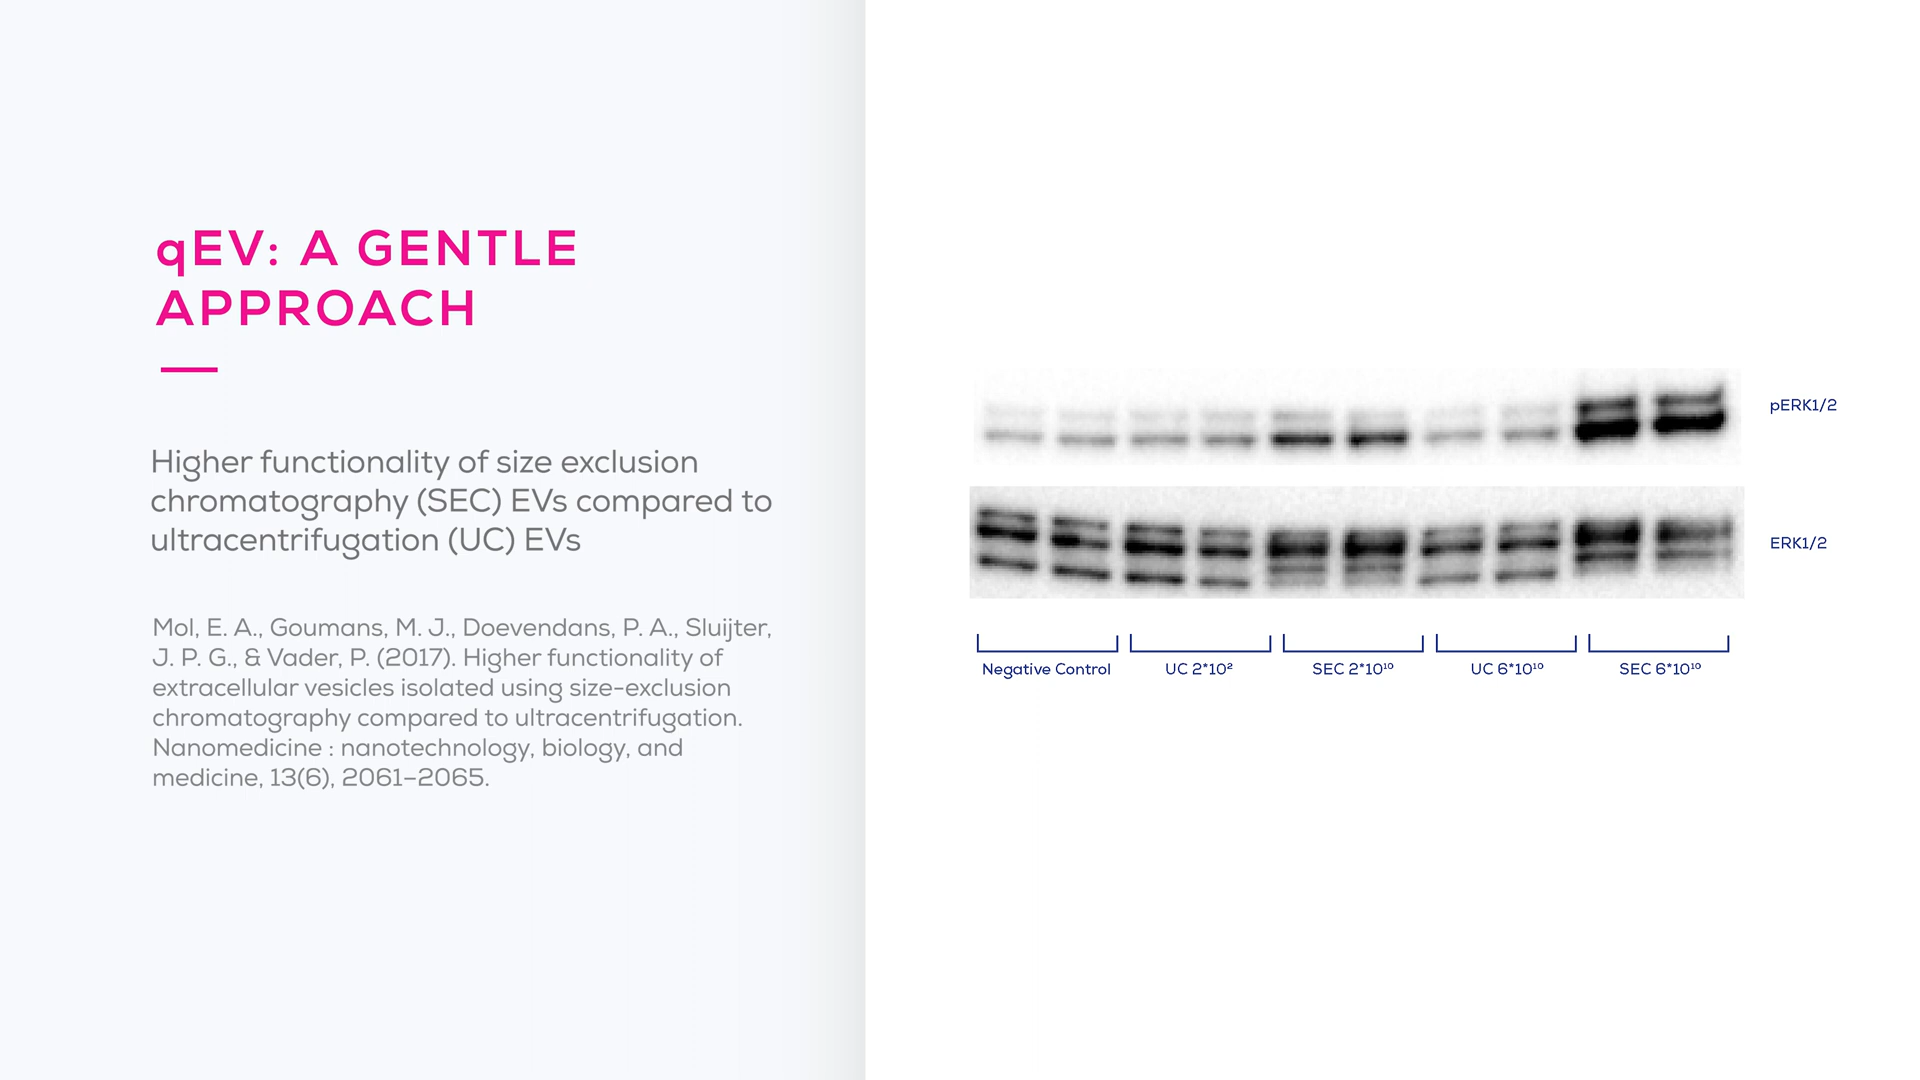 qEV: A GENTLE
APPROACH
Higher functionality of size exclusion
chromatography (SEC) EVs compared to
ultracentrifugation (UC) EVs
Mol, E. A., Goumans, M. J., Doevendans, P. A., Sluijter,
J. P. G., & Vader, P. (2017). Higher functionality of
extracellular vesicles isolated using size-exclusion
chromatography compared to ultracentrifugation.
Nanomedicine : nanotechnology, biology, and
medicine, 13(6), 2061–2065.
pERK1/2
ERK1/2
Negative Control UC 2*10² SEC 2*10¹⁰ UC 6*10¹⁰ SEC 6*10¹⁰